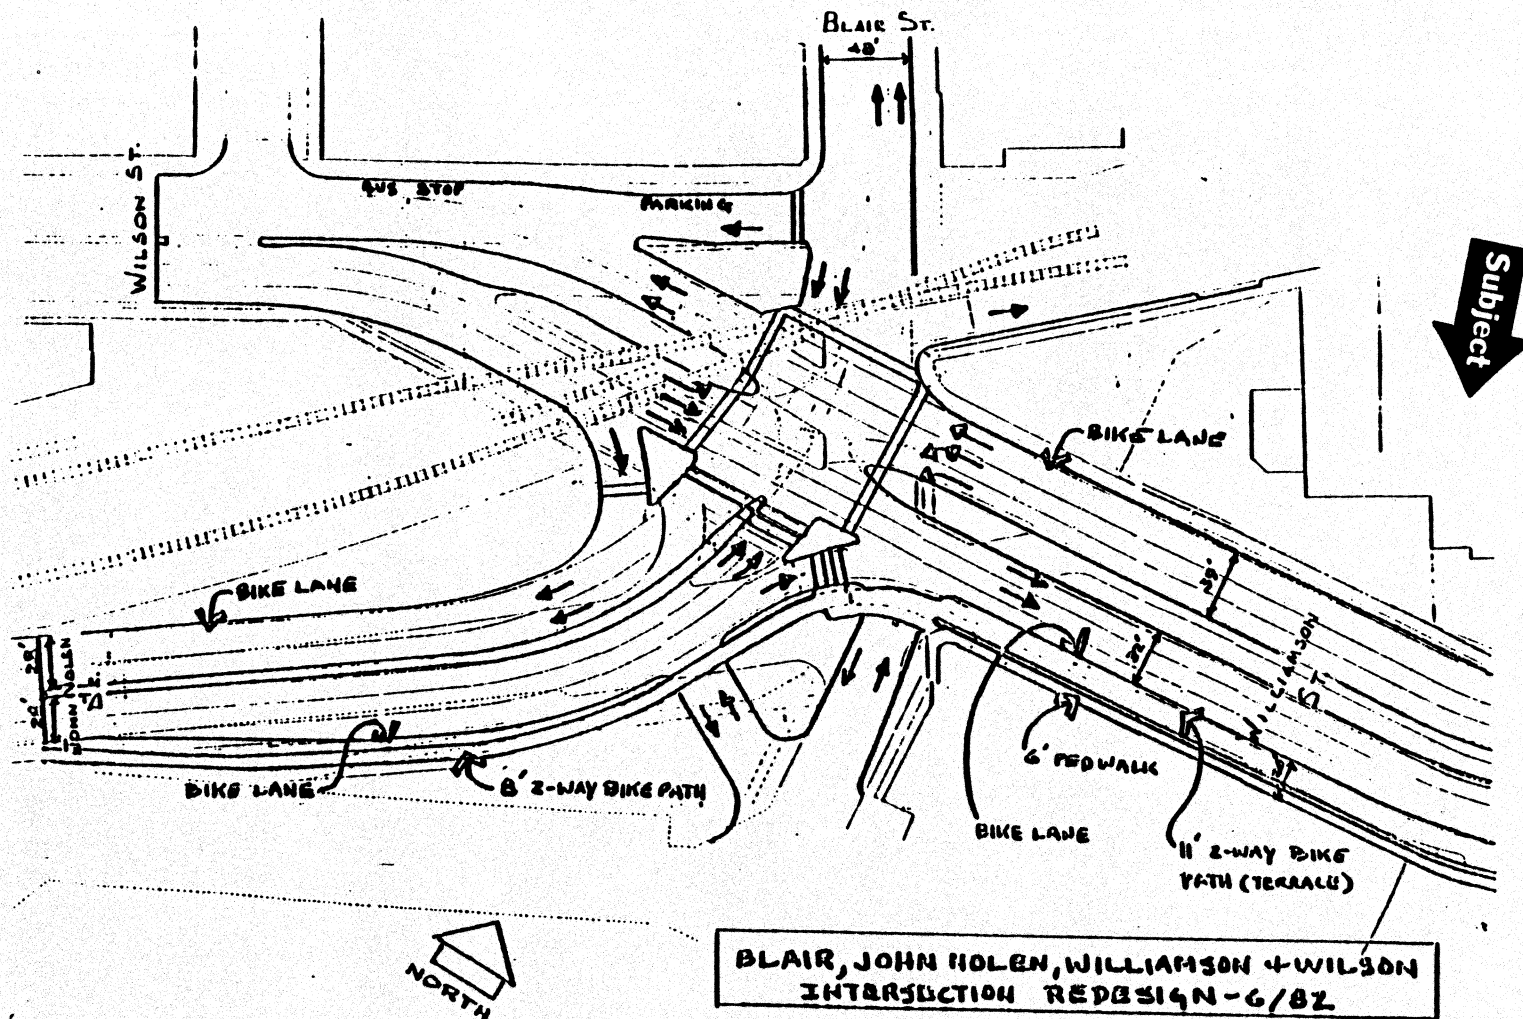 BLAIR ST.
48'
WILSON ST.
BUS STOP
PARKING
Subject
BIKE LANE
BIKE LANE
JOHN NOLEN
DR.
BIKE LANE
8' 2-WAY BIKE PATH
22'
WILLIAMSON ST.
6' PEDWALK
BIKE LANE
11' 2-WAY BIKE
PATH (TERRACE)
NORTH
BLAIR, JOHN NOLEN, WILLIAMSON & WILSON
INTERSECTION REDESIGN - 6/82